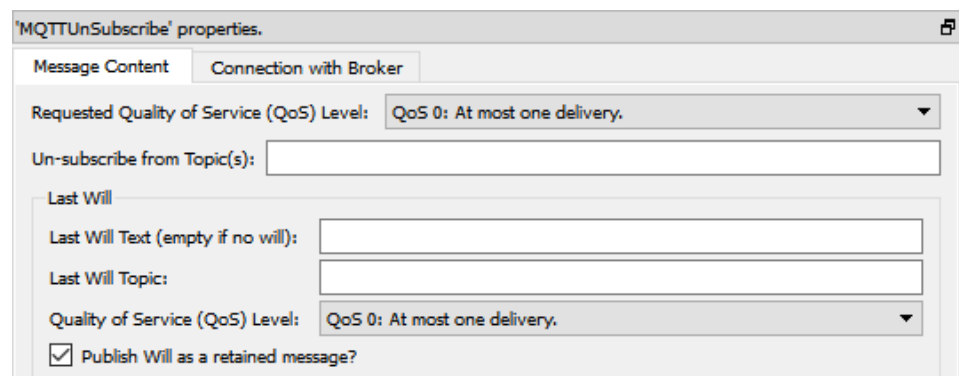 'MQTTUnSubscribe' properties.
Message Content Connection with Broker
Requested Quality of Service (QoS) Level: QoS 0: At most one delivery.
Un-subscribe from Topic(s):
Last Will
Last Will Text (empty if no will):
Last Will Topic:
Quality of Service (QoS) Level: QoS 0: At most one delivery.
Publish Will as a retained message?